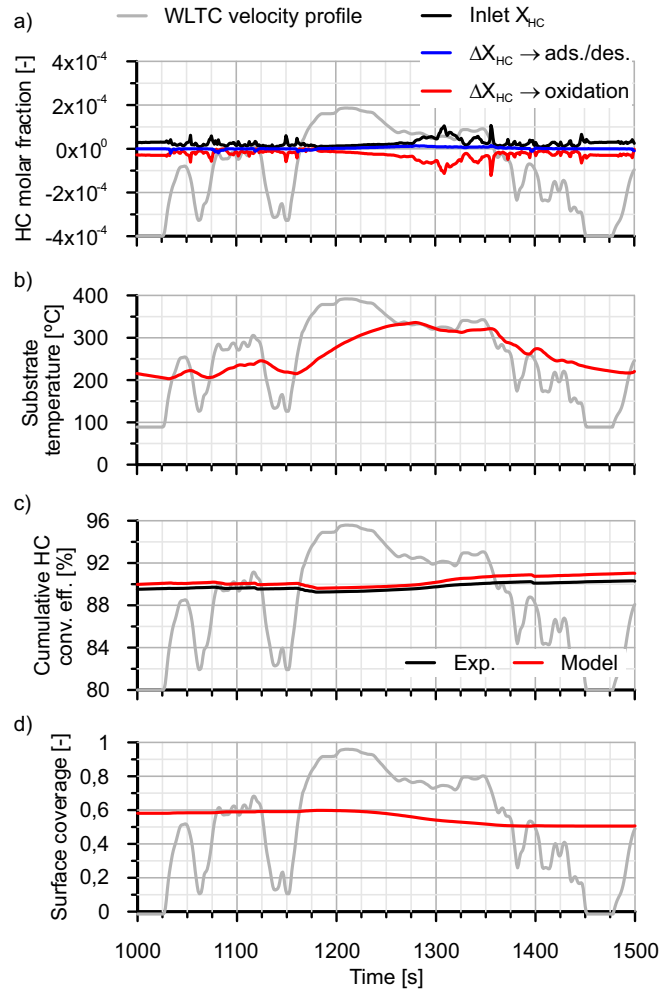 a)
WLTC velocity profile
Inlet X_HC
ΔX_HC → ads./des.
ΔX_HC → oxidation
HC molar fraction [-]
4x10⁻⁴
2x10⁻⁴
0x10⁰
-2x10⁻⁴
-4x10⁻⁴
b)
Substrate
temperature [°C]
400
300
200
100
0
c)
Cumulative HC
conv. eff. [%]
96
92
88
84
80
Exp.
Model
d)
Surface coverage [-]
1
0,8
0,6
0,4
0,2
0
1000 1100 1200 1300 1400 1500
Time [s]